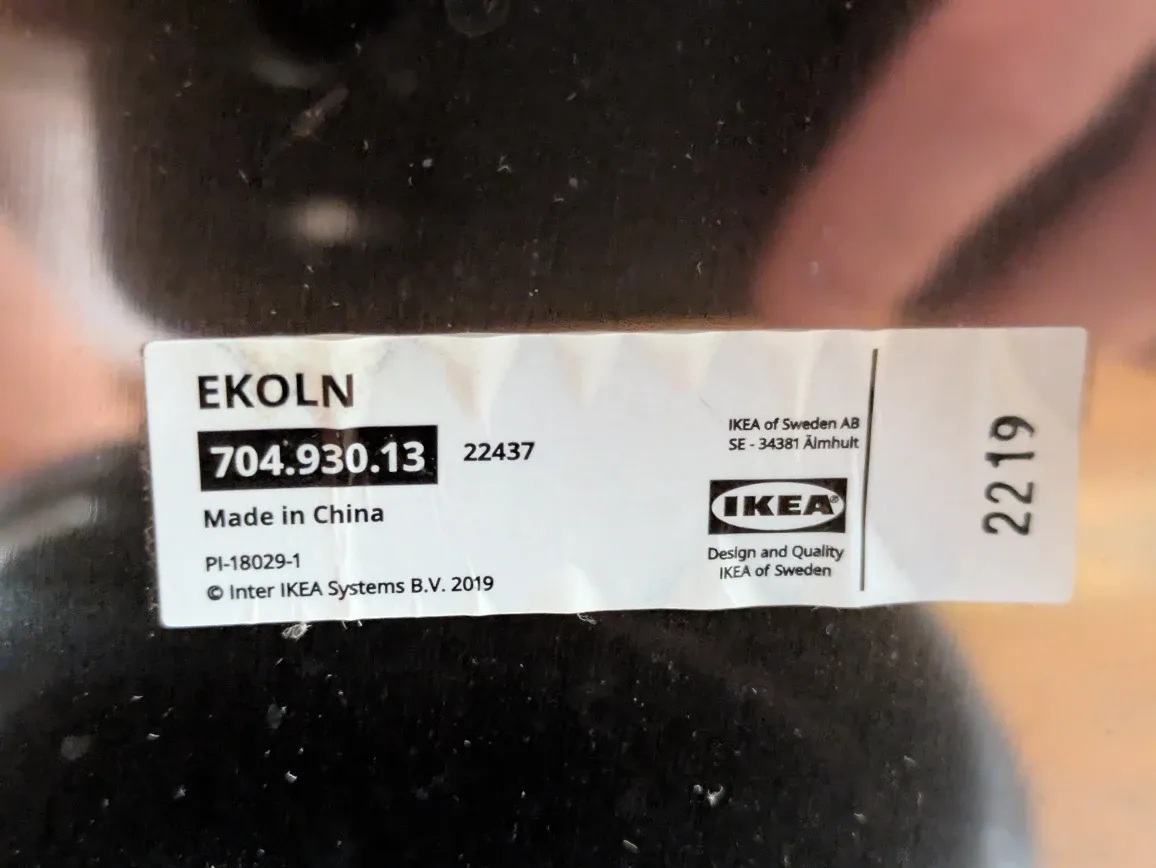 EKOLN
704.930.13 22437
Made in China
PI-18029-1
© Inter IKEA Systems B.V. 2019
IKEA of Sweden AB
SE - 34381 Älmhult
IKEA®
Design and Quality
IKEA of Sweden
2219